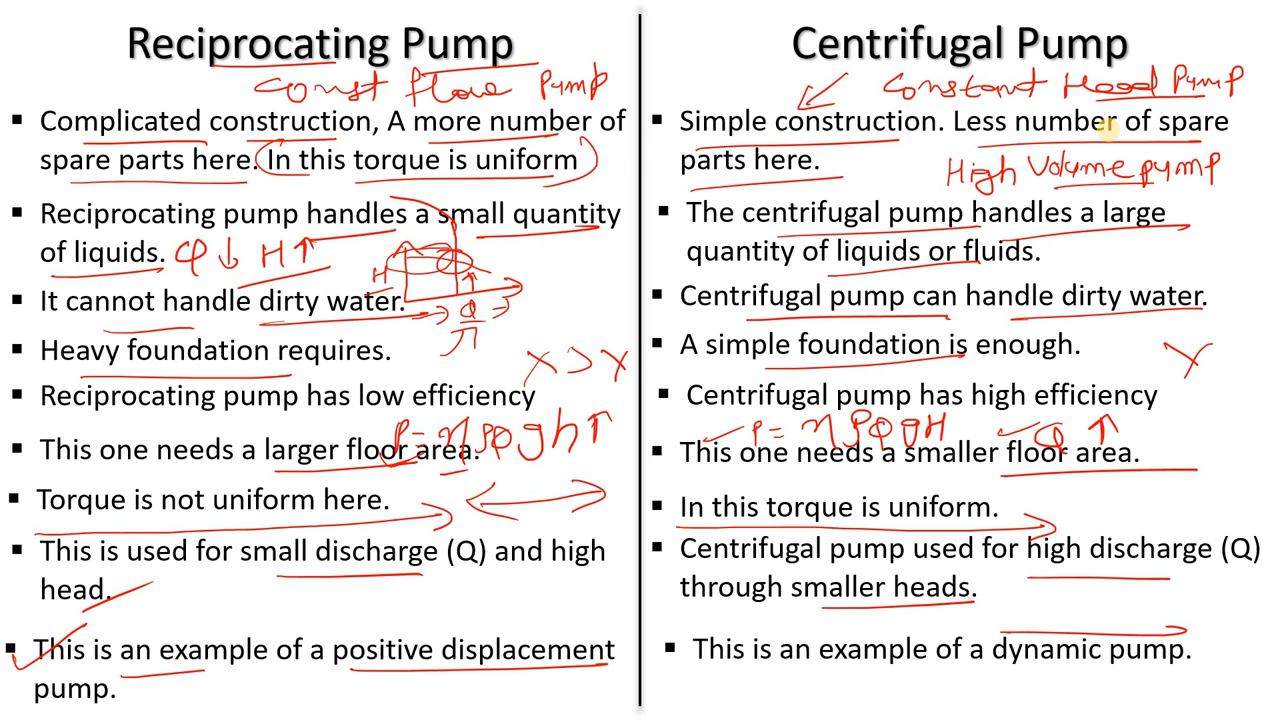 Reciprocating Pump
Const flow pump
▪ Complicated construction, A more number of
spare parts here. In this torque is uniform
▪ Reciprocating pump handles a small quantity
of liquids. Q ↓ H ↑
H
▪ It cannot handle dirty water.
Q
▪ Heavy foundation requires.
X > X
▪ Reciprocating pump has low efficiency
P = ηρQgh ↑
▪ This one needs a larger floor area.
▪ Torque is not uniform here.
▪ This is used for small discharge (Q) and high
head.
▪ This is an example of a positive displacement
pump.
Centrifugal Pump
Constant Head Pump
▪ Simple construction. Less number of spare
parts here.
High Volume pump
▪ The centrifugal pump handles a large
quantity of liquids or fluids.
▪ Centrifugal pump can handle dirty water.
▪ A simple foundation is enough.
▪ Centrifugal pump has high efficiency
P = ηρQgH Q ↑
▪ This one needs a smaller floor area.
▪ In this torque is uniform.
▪ Centrifugal pump used for high discharge (Q)
through smaller heads.
▪ This is an example of a dynamic pump.